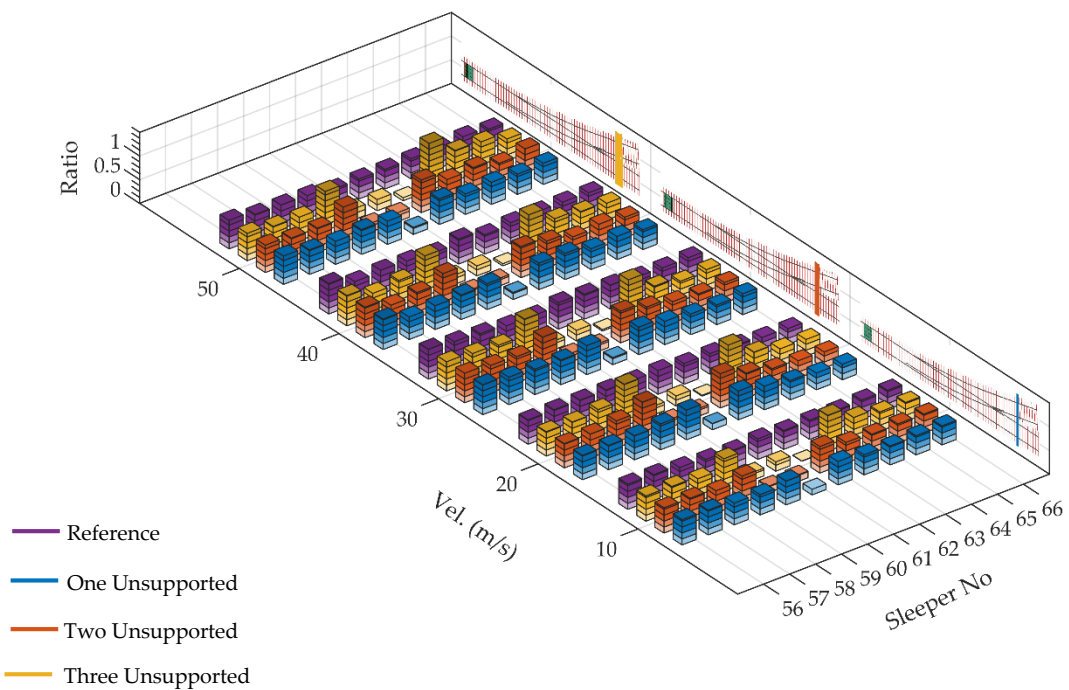 Ratio
1
0.5
0
50
40
30
20
10
Vel. (m/s)
56 57 58 59 60 61 62 63 64 65 66
Sleeper No
Reference
One Unsupported
Two Unsupported
Three Unsupported